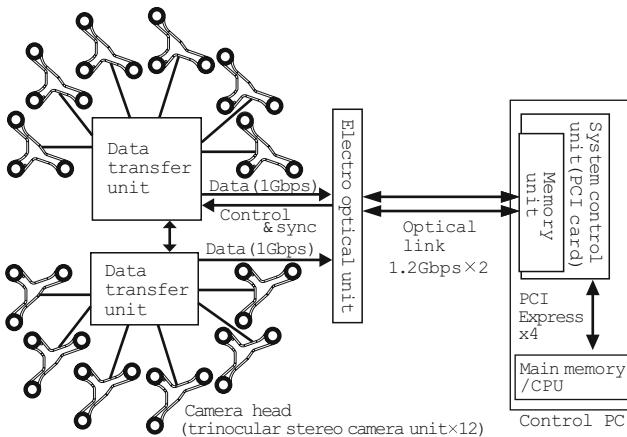 Data
transfer
unit
Data(1Gbps)
Control
& sync
Data(1Gbps)
Data
transfer
unit
Camera head
(trinocular stereo camera unit×12)
Electro optical unit
Optical
link
1.2Gbps×2
System control
unit(PCI card)
Memory
unit
PCI
Express
x4
Main memory
/CPU
Control PC